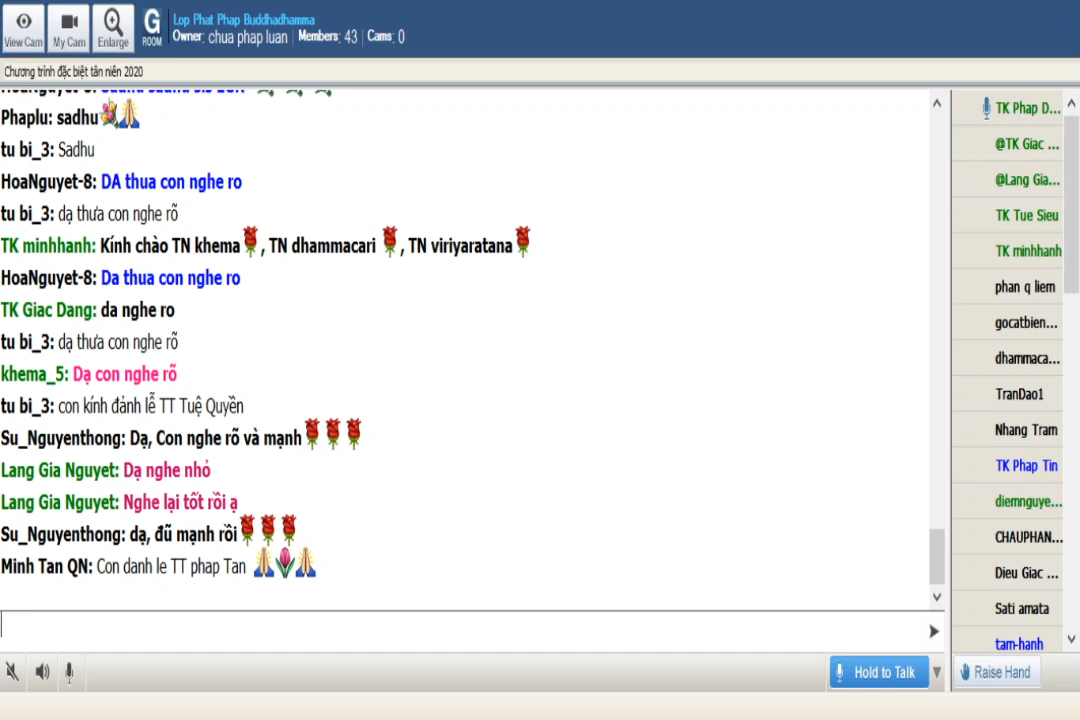 Lop Phat Phap Buddhadhamma
View Cam My Cam Enlarge G ROOM Owner: chua phap luan Members: 43 Cams: 0
Chương trình đặc biệt tân niên 2020
Phaplu: sadhu
tu bi_3: Sadhu
HoaNguyet-8: DA thua con nghe ro
tu bi_3: dạ thưa con nghe rõ
TK minhhanh: Kính chào TN khema, TN dhammacari, TN viriyaratana
HoaNguyet-8: Da thua con nghe ro
TK Giac Dang: da nghe ro
tu bi_3: dạ thưa con nghe rõ
khema_5: Dạ con nghe rõ
tu bi_3: con kính đảnh lễ TT Tuệ Quyền
Su_Nguyenthong: Dạ, Con nghe rõ và mạnh
Lang Gia Nguyet: Dạ nghe nhỏ
Lang Gia Nguyet: Nghe lại tốt rồi ạ
Su_Nguyenthong: dạ, đũ mạnh rồi
Minh Tan QN: Con danh le TT phap Tan
TK Phap D...
@TK Giac ...
@Lang Gia...
TK Tue Sieu
TK minhhanh
phan q liem
gocatbien...
dhammaca...
TranDao1
Nhang Tram
TK Phap Tin
diemnguye...
CHAUPHAN...
Dieu Giac ...
Sati amata
tam-hanh
Hold to Talk
Raise Hand